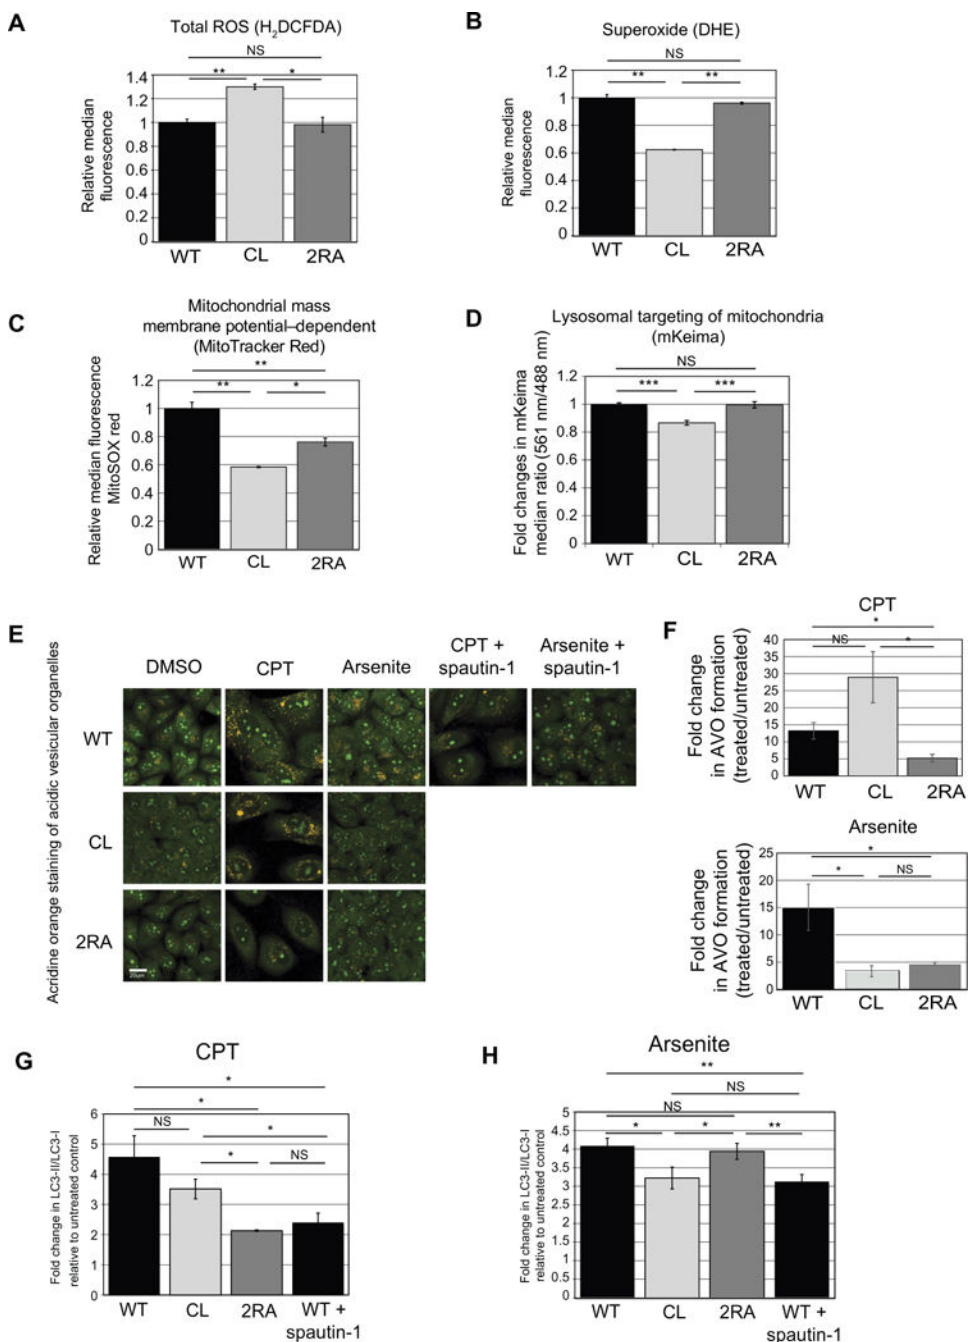 A
Total ROS (H₂DCFDA)
NS
**
*
Relative median
fluorescence
1.4
1.2
1
0.8
0.6
0.4
0.2
0
WT
CL
2RA
B
Superoxide (DHE)
NS
**
**
Relative median
fluorescence
1.2
1
0.8
0.6
0.4
0.2
0
WT
CL
2RA
C
Mitochondrial mass
membrane potential–dependent
(MitoTracker Red)
**
**
*
Relative median fluorescence
MitoSOX red
1.2
1
0.8
0.6
0.4
0.2
0
WT
CL
2RA
D
Lysosomal targeting of mitochondria
(mKeima)
NS
***
***
Fold changes in mKeima
median ratio (561 nm/488 nm)
1.2
1
0.8
0.6
0.4
0.2
0
WT
CL
2RA
E
Acridine orange staining of acidic vesicular organelles
DMSO
CPT
Arsenite
CPT +
spautin-1
Arsenite +
spautin-1
WT
CL
2RA
20µm
F
CPT
*
NS
*
Fold change
in AVO formation
(treated/untreated)
40
35
30
25
20
15
10
5
0
WT
CL
2RA
Arsenite
*
*
NS
Fold change
in AVO formation
(treated/untreated)
25
20
15
10
5
0
WT
CL
2RA
G
CPT
*
*
NS
*
*
NS
Fold change in LC3-II/LC3-I
relative to untreated control
6
5
4
3
2
1
0
WT
CL
2RA
WT +
spautin-1
H
Arsenite
**
NS
NS
*
*
**
Fold change in LC3-II/LC3-I
relative to untreated control
5
4.5
4
3.5
3
3.5
2
1.5
1
0.5
0
WT
CL
2RA
WT +
spautin-1